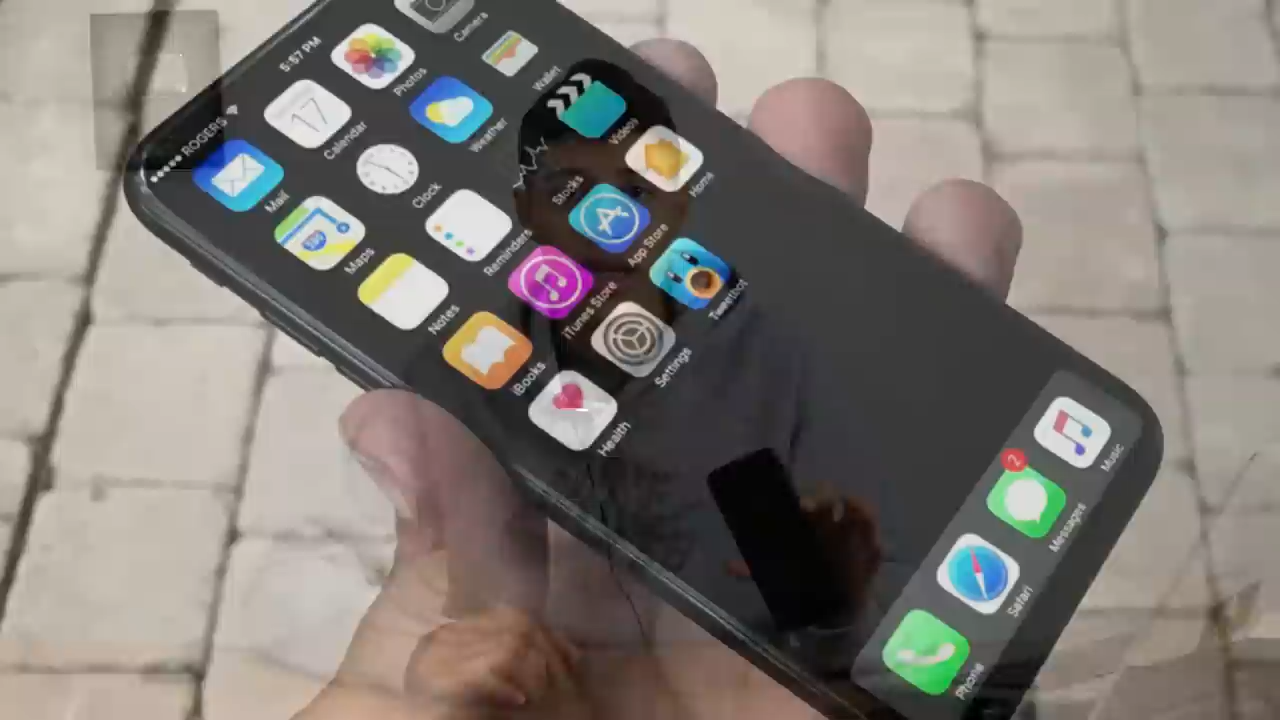 ●●●●● ROGERS
5:57 PM
Mail
Calendar
Photos
Camera
Maps
Clock
Weather
Wallet
Notes
Reminders
Stocks
Videos
iBooks
iTunes Store
App Store
Home
Health
Settings
Tweetbot
Phone
Safari
Messages
Music
17
2